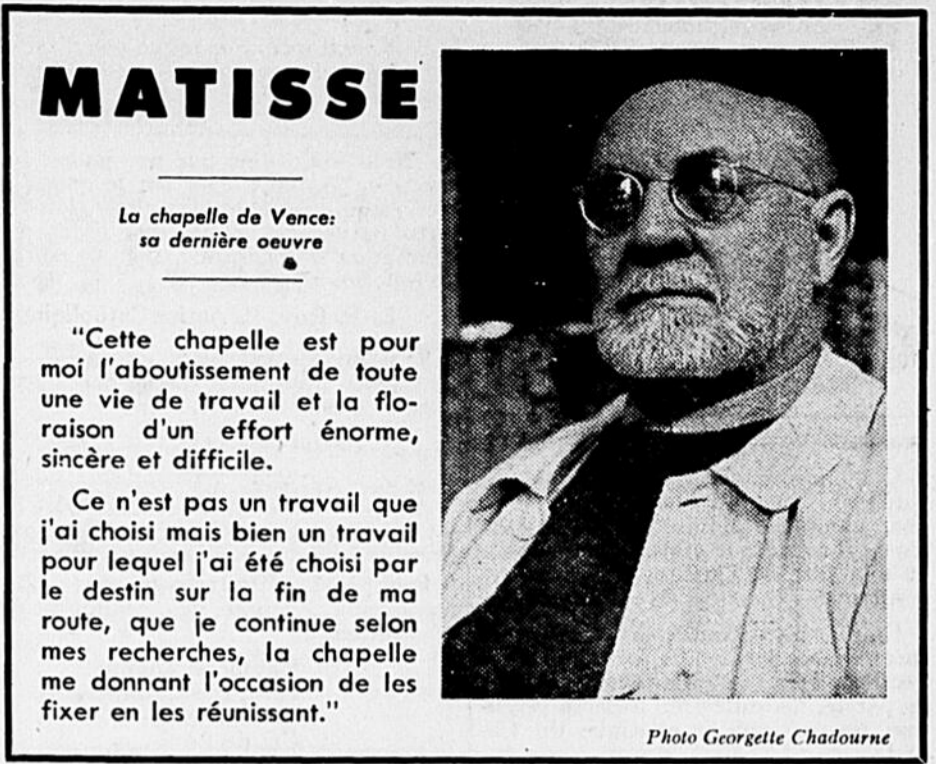 MATISSE
La chapelle de Vence:
sa dernière oeuvre
"Cette chapelle est pour
moi l'aboutissement de toute
une vie de travail et la flo-
raison d'un effort énorme,
sincère et difficile.
Ce n'est pas un travail que
j'ai choisi mais bien un travail
pour lequel j'ai été choisi par
le destin sur la fin de ma
route, que je continue selon
mes recherches, la chapelle
me donnant l'occasion de les
fixer en les réunissant."
Photo Georgette Chadourne